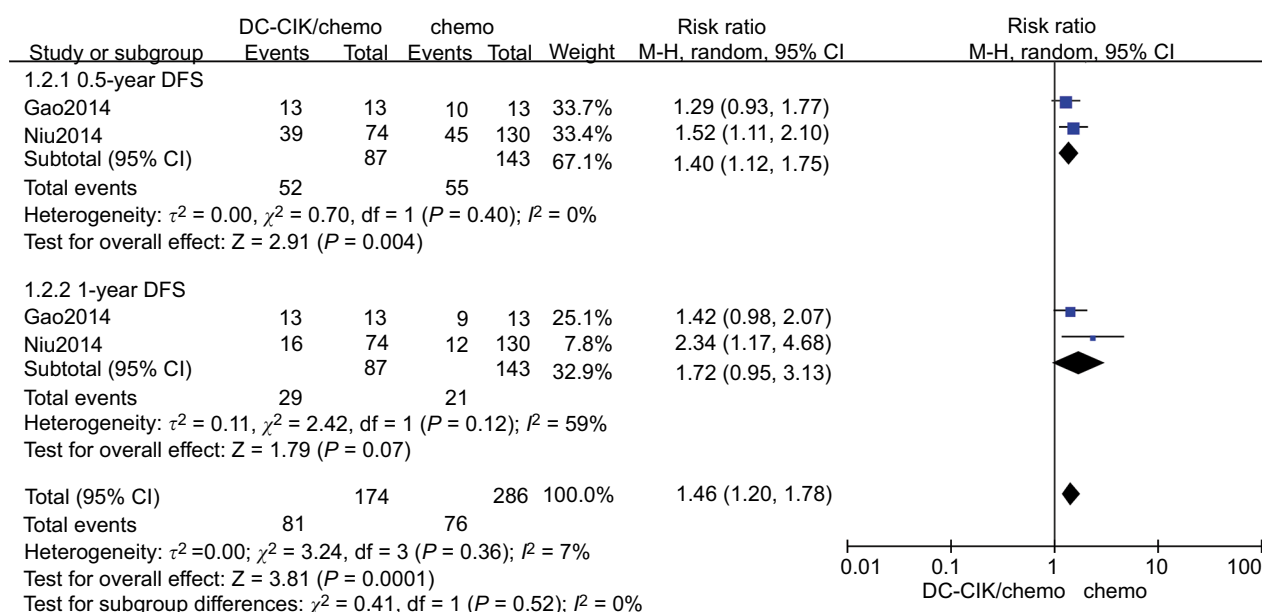 DC-CIK/chemo chemo Risk ratio Risk ratio
Study or subgroup Events Total Events Total Weight M-H, random, 95% CI M-H, random, 95% CI
1.2.1 0.5-year DFS
Gao2014 13 13 10 13 33.7% 1.29 (0.93, 1.77)
Niu2014 39 74 45 130 33.4% 1.52 (1.11, 2.10)
Subtotal (95% CI) 87 143 67.1% 1.40 (1.12, 1.75)
Total events 52 55
Heterogeneity: τ² = 0.00, χ² = 0.70, df = 1 (P = 0.40); I² = 0%
Test for overall effect: Z = 2.91 (P = 0.004)
1.2.2 1-year DFS
Gao2014 13 13 9 13 25.1% 1.42 (0.98, 2.07)
Niu2014 16 74 12 130 7.8% 2.34 (1.17, 4.68)
Subtotal (95% CI) 87 143 32.9% 1.72 (0.95, 3.13)
Total events 29 21
Heterogeneity: τ² = 0.11, χ² = 2.42, df = 1 (P = 0.12); I² = 59%
Test for overall effect: Z = 1.79 (P = 0.07)
Total (95% CI) 174 286 100.0% 1.46 (1.20, 1.78)
Total events 81 76
Heterogeneity: τ² =0.00; χ² = 3.24, df = 3 (P = 0.36); I² = 7%
Test for overall effect: Z = 3.81 (P = 0.0001)
Test for subgroup differences: χ² = 0.41, df = 1 (P = 0.52); I² = 0%
0.01 0.1 1 10 100
DC-CIK/chemo chemo